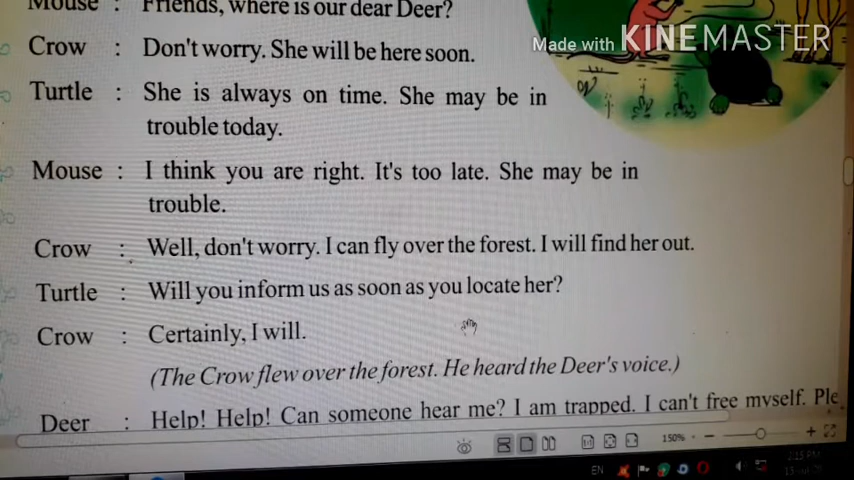 Mouse : Friends, where is our dear Deer?
Made with KINEMASTER
Crow : Don't worry. She will be here soon.
Turtle : She is always on time. She may be in
trouble today.
Mouse : I think you are right. It's too late. She may be in
trouble.
Crow : Well, don't worry. I can fly over the forest. I will find her out.
Turtle : Will you inform us as soon as you locate her?
Crow : Certainly, I will.
(The Crow flew over the forest. He heard the Deer's voice.)
Deer : Help! Help! Can someone hear me? I am trapped. I can't free myself. Ple
150%
EN
2:15 PM